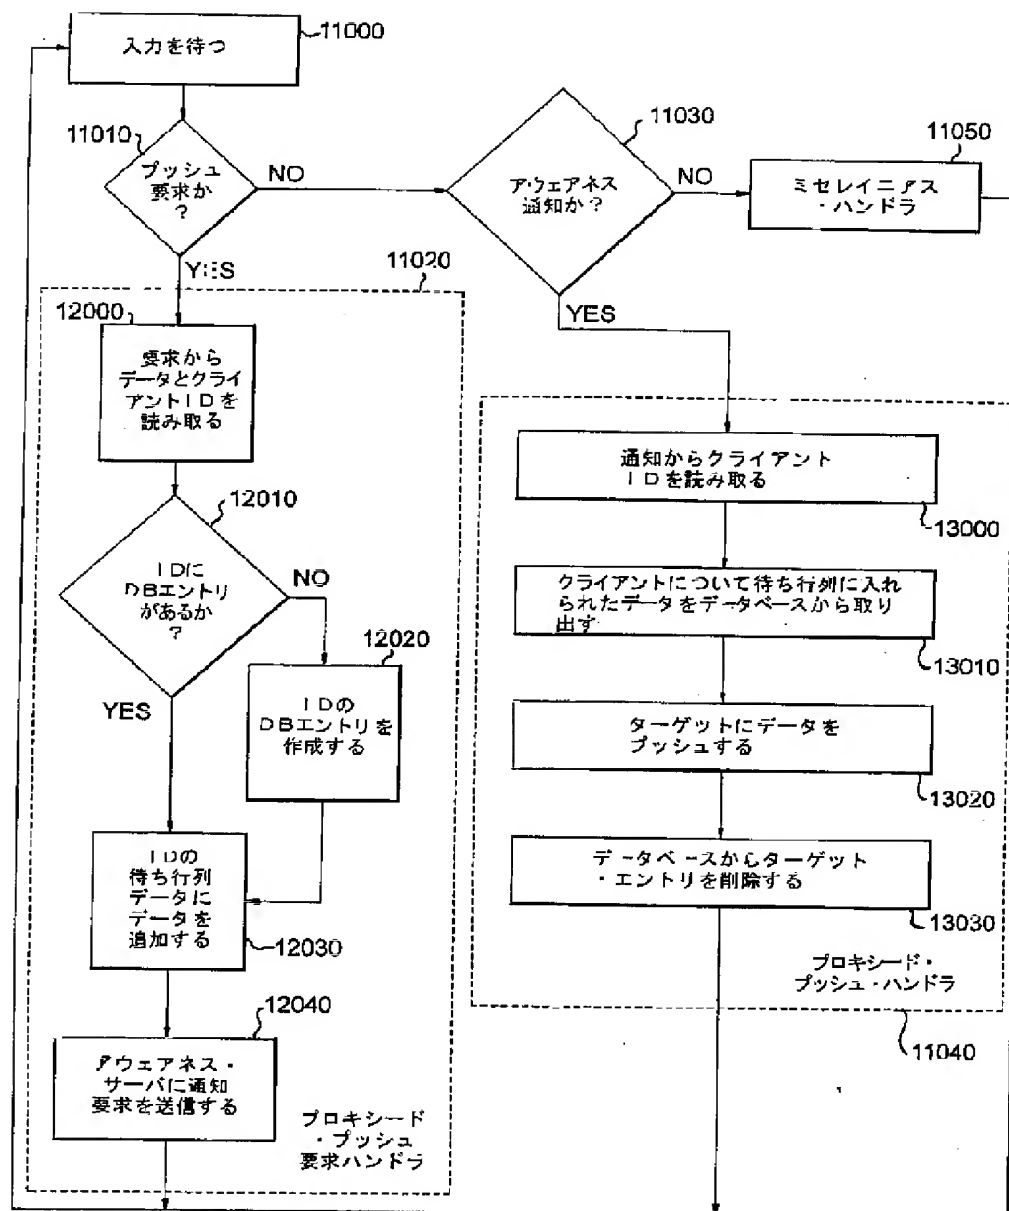 入力を待つ
11000
11010
プッシュ
要求か
?
NO
YES
11030
ア・ウェアネス
通知か?
NO
YES
11050
ミセレイニアス
・ハンドラ
11020
12000
要求から
データとクライ
アントIDを
読み取る
12010
IDに
DBエントリ
があるか
?
NO
YES
12020
IDの
DBエントリを
作成する
IDの
待ち行列
データに
データを
追加する
12030
12040
アウェアネス・
サーバに通知
要求を送信する
プロキシード
・プッシュ
要求ハンドラ
通知からクライアント
IDを読み取る
13000
クライアントについて待ち行列に入れ
られたデータをデータベースから取り
出す
13010
ターゲットにデータを
プッシュする
13020
データベースからターゲット
・エントリを削除する
13030
プロキシード・
プッシュ・ハンドラ
11040